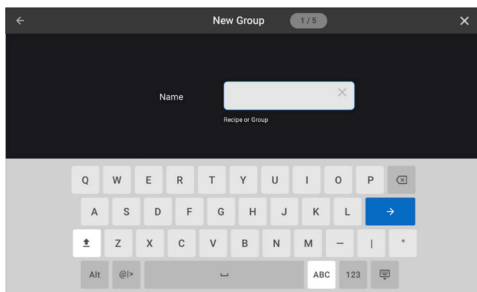 New Group 1 / 5
Name
Recipe or Group
Q W E R T Y U I O P
A S D F G H J K L
Z X C V B N M – | "
Alt @|× ABC 123